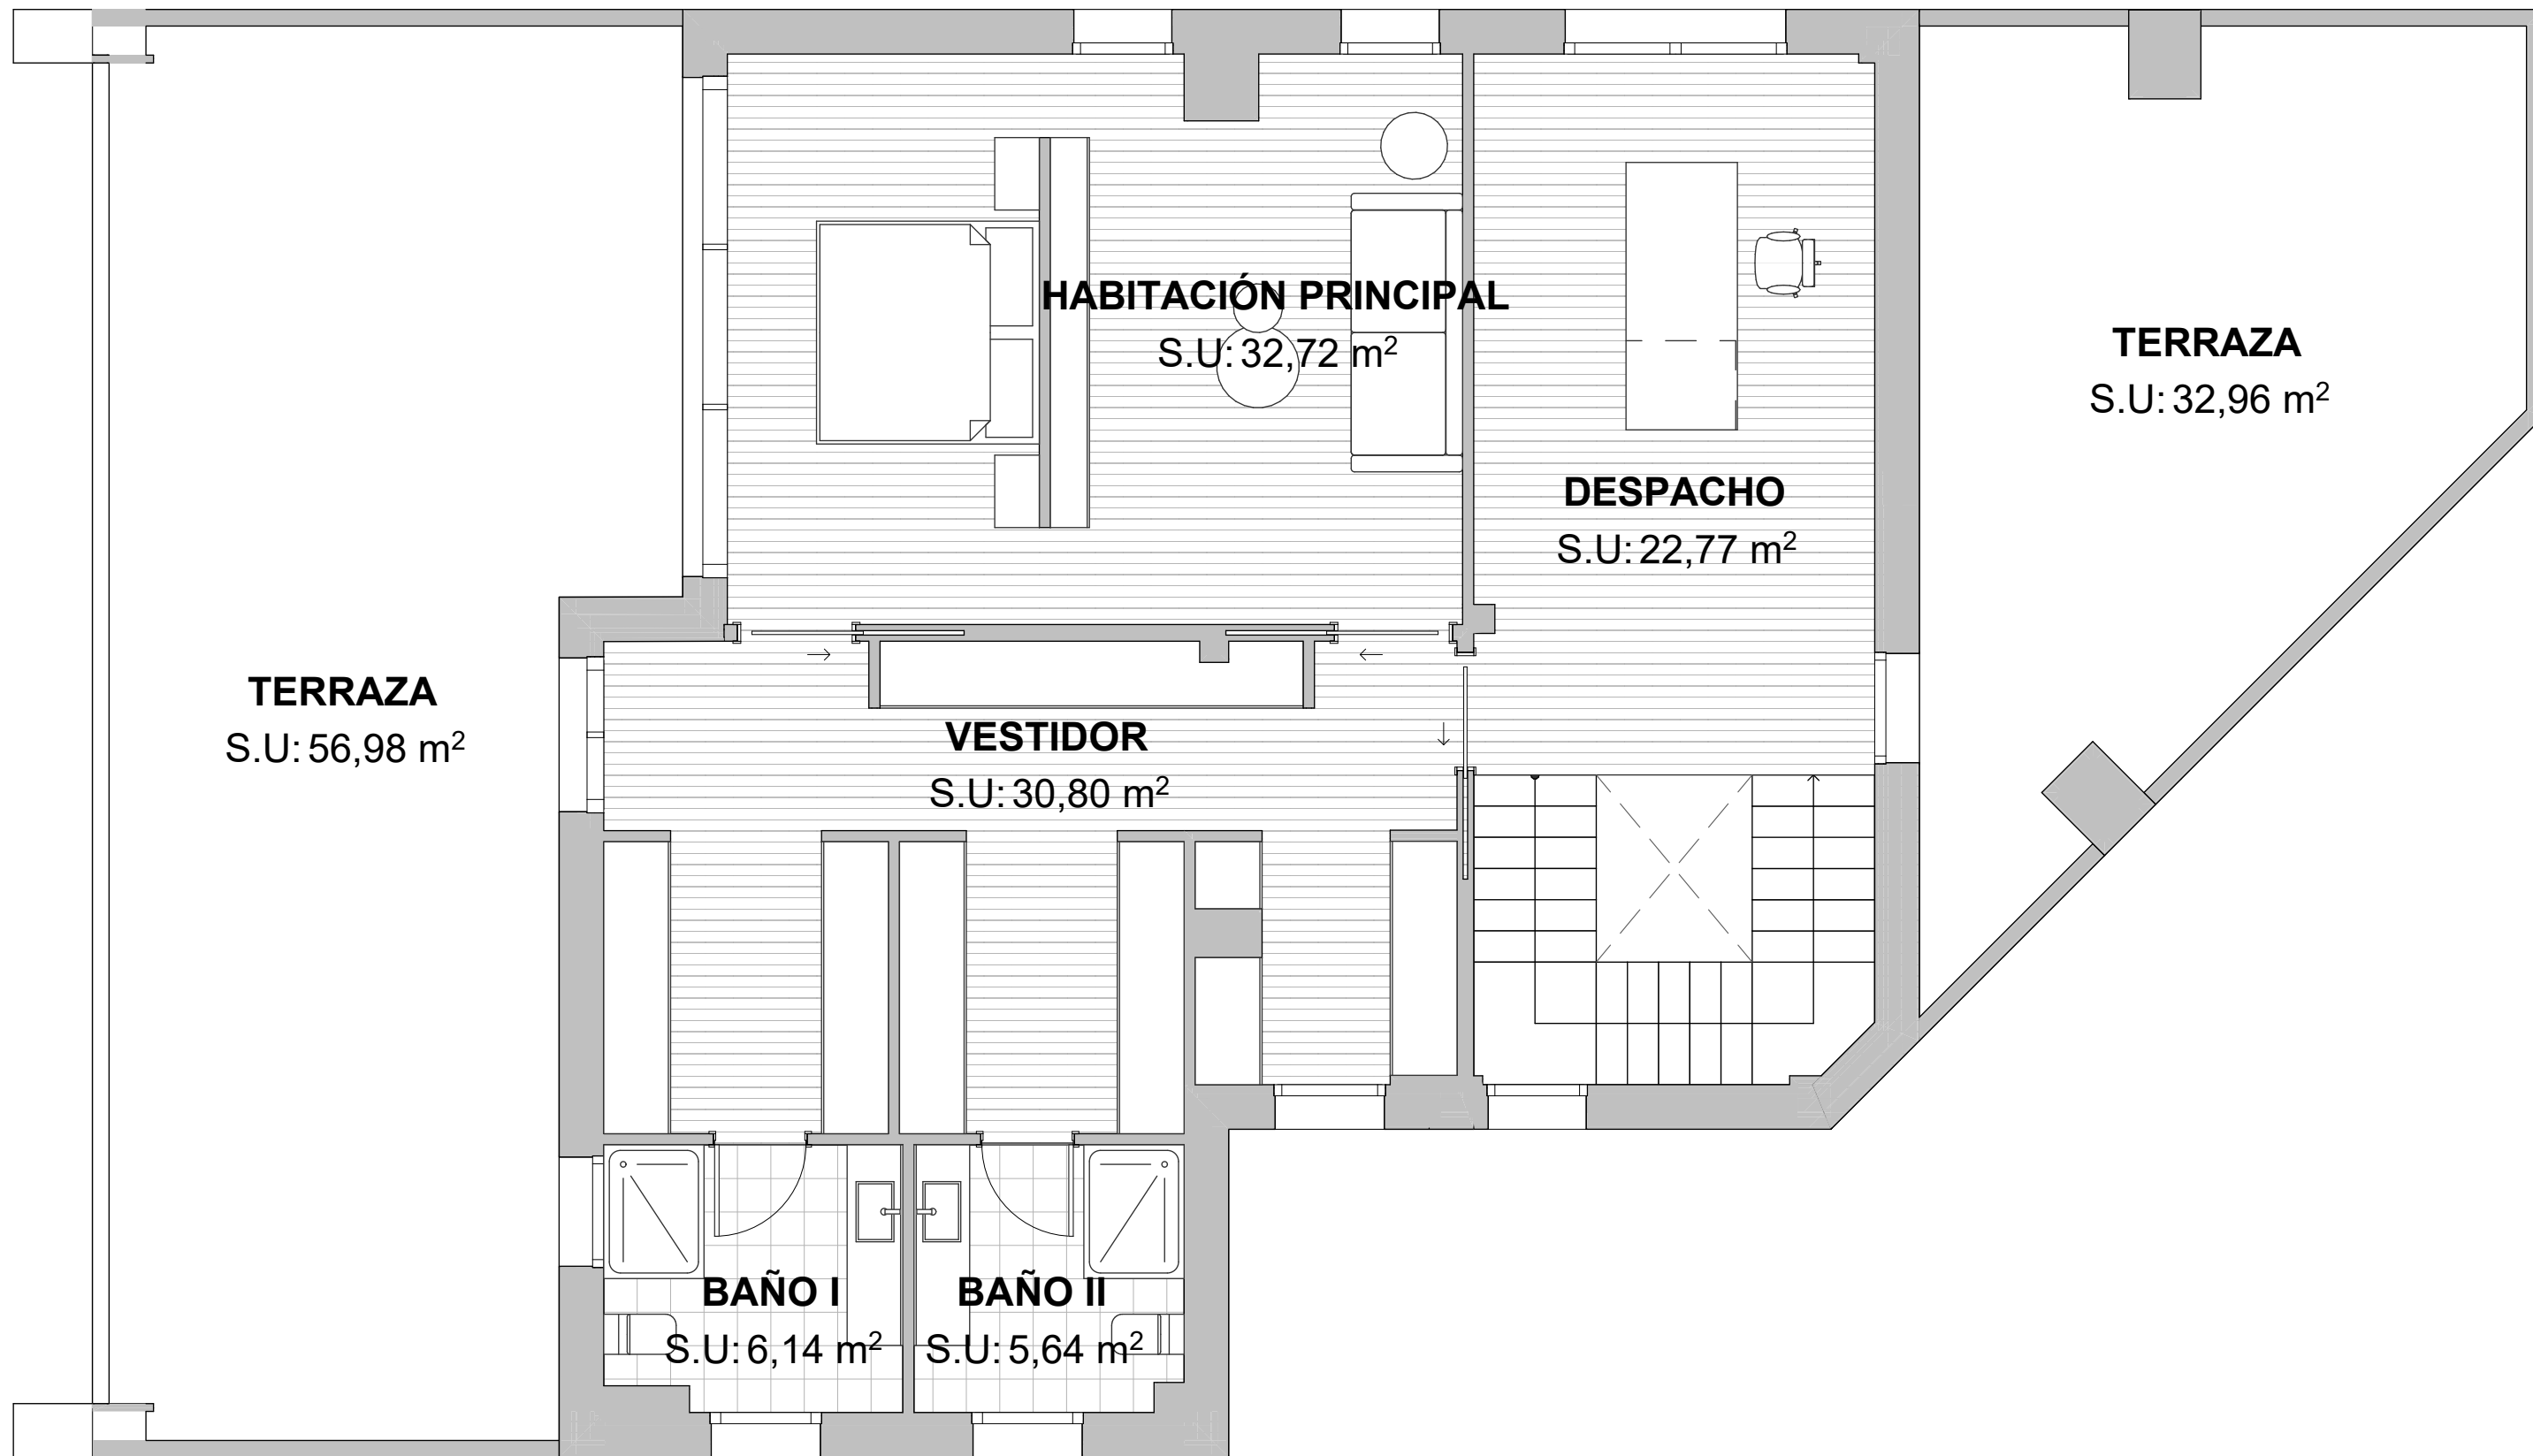 HABITACIÓN PRINCIPAL
S.U: 32,72 m²
TERRAZA
S.U: 32,96 m²
DESPACHO
S.U: 22,77 m²
TERRAZA
S.U: 56,98 m²
VESTIDOR
S.U: 30,80 m²
BAÑO I
S.U: 6,14 m²
BAÑO II
S.U: 5,64 m²